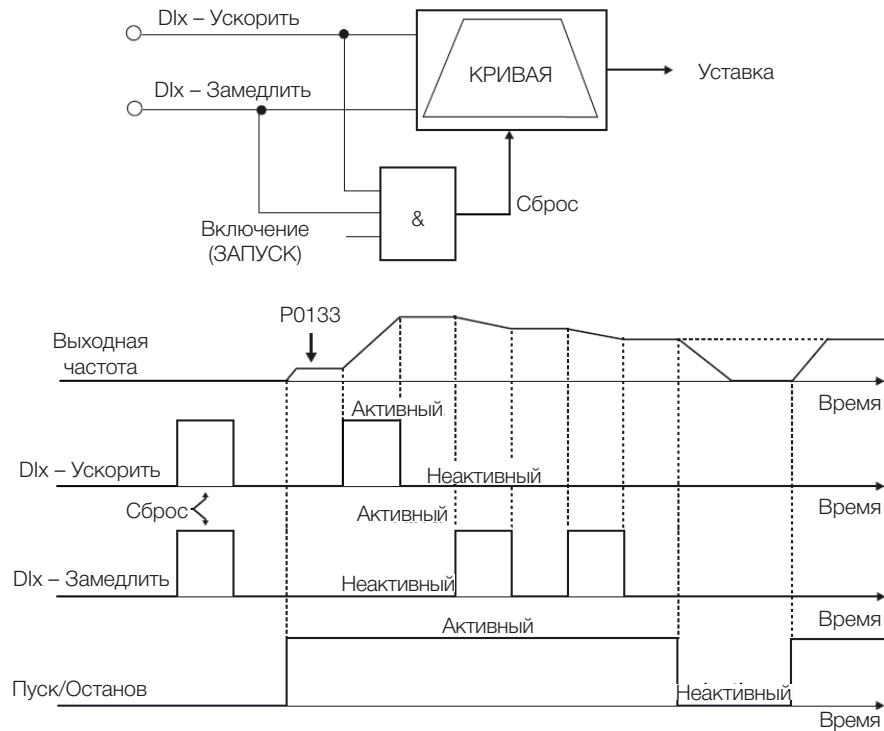 DIx – Ускорить
DIx – Замедлить
КРИВАЯ
Уставка
&
Сброс
Включение
(ЗАПУСК)
P0133
Выходная
частота
Время
Активный
DIx – Ускорить
Неактивный
Время
Сброс
Активный
DIx – Замедлить
Неактивный
Время
Активный
Пуск/Останов
Неактивный
Время